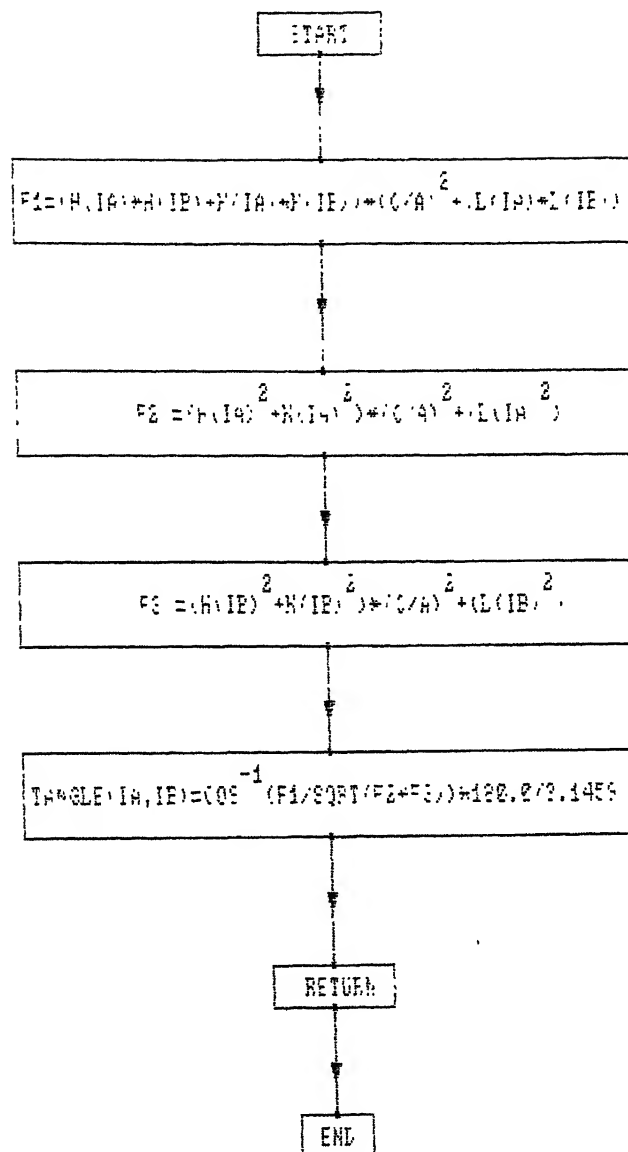 START
F1=(H(IA)*H(IB)+K(IA)*K(IB))*(C/A)²+(L(IA)*L(IB))
F2 =(H(IA)²+K(IA)²)*(C/A)²+(L(IA)²)
F3 =(H(IB)²+K(IB)²)*(C/A)²+(L(IB)²)
TANGLE(IA,IB)=COS⁻¹(F1/SQRT(F2*F3))*180.0/3.1459
RETURN
END